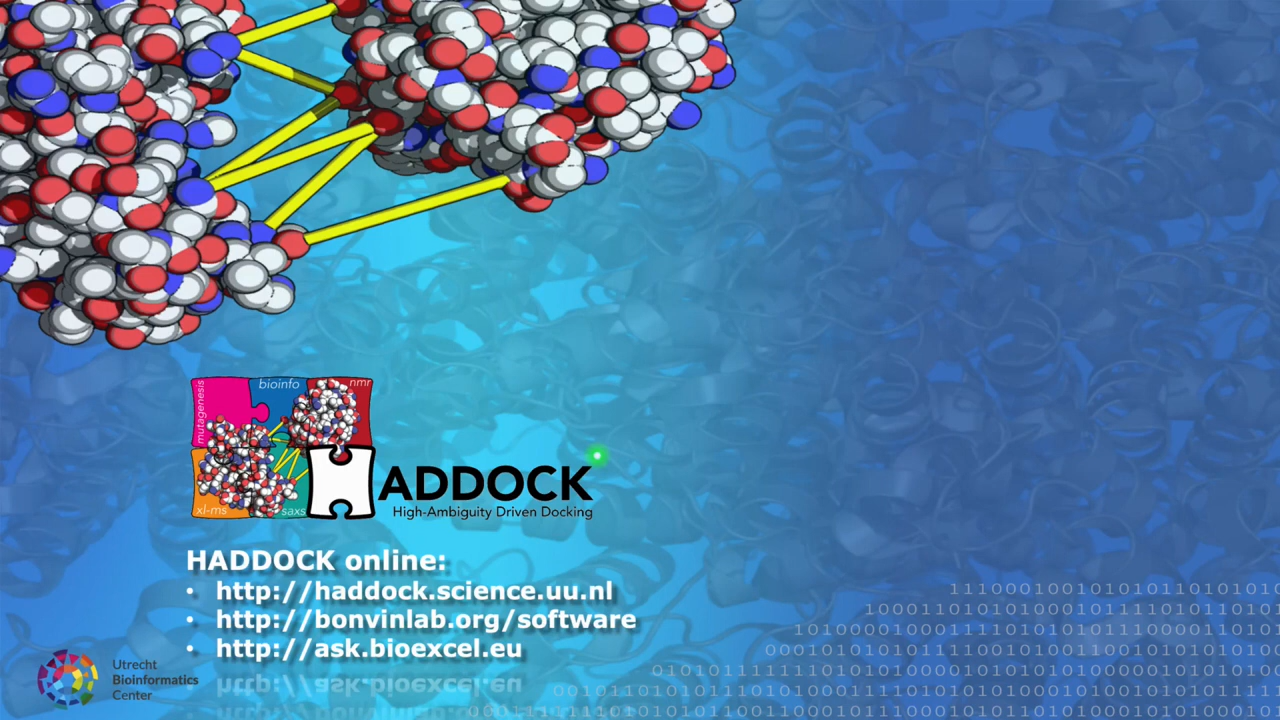 mutagenesis
bioinfo
nmr
xl-ms
saxs
HADDOCK
High-Ambiguity Driven Docking
HADDOCK online:
• http://haddock.science.uu.nl
• http://bonvinlab.org/software
• http://ask.bioexcel.eu
Utrecht
Bioinformatics
Center